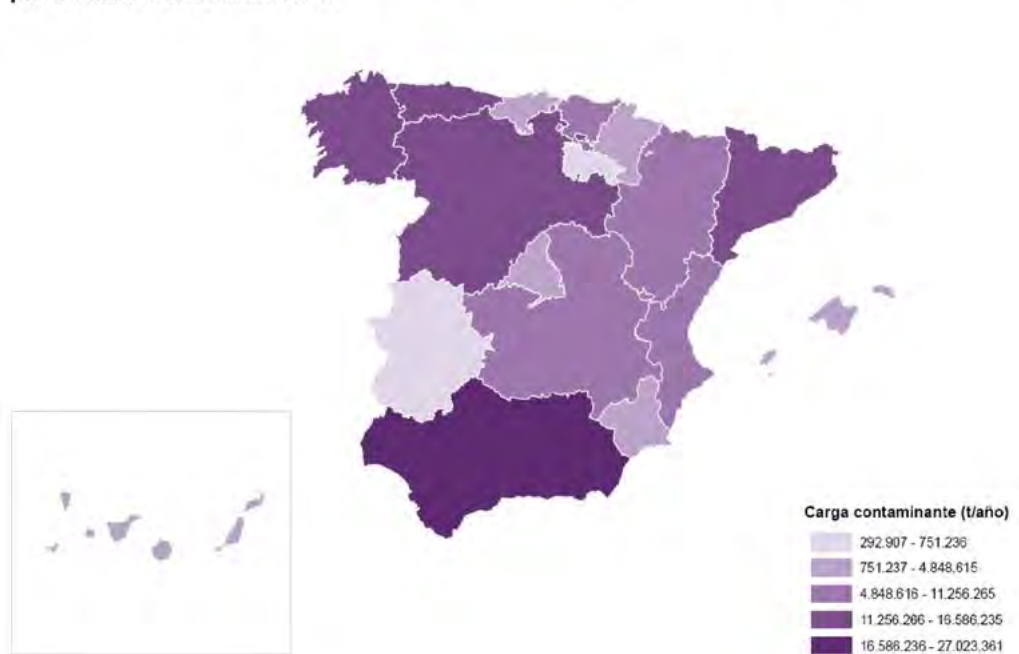 Carga contaminante (t/año)
292.907 - 751.236
751.237 - 4.848.615
4.848.616 - 11.256.265
11.256.266 - 16.586.235
16.586.236 - 27.023.361